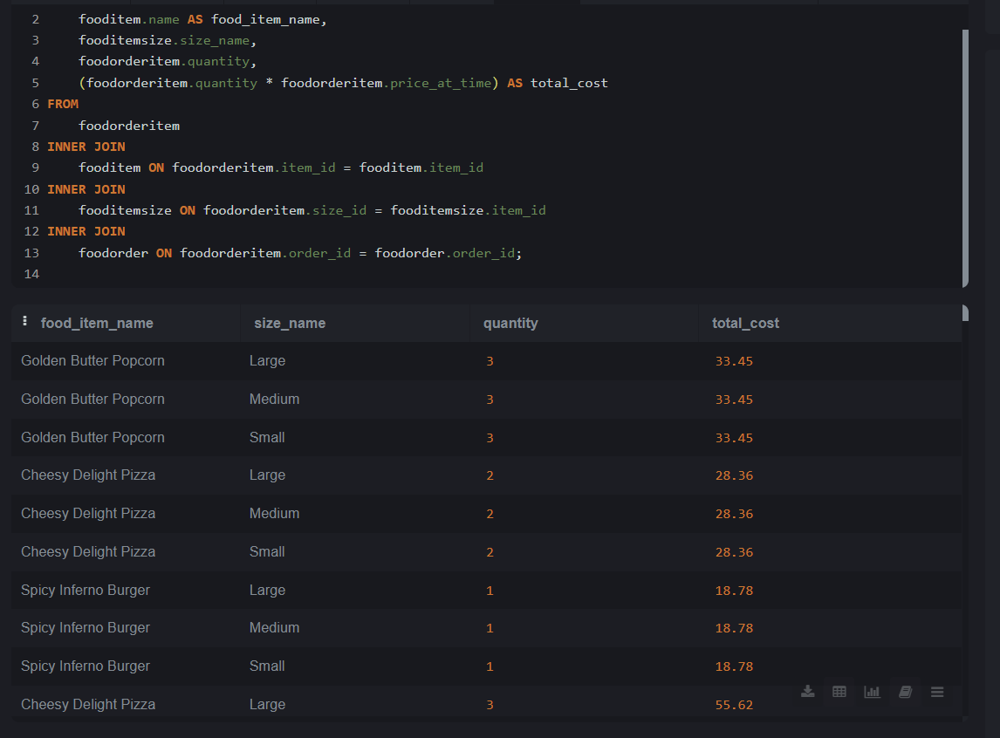 2 fooditem.name AS food_item_name,
3 fooditemsize.size_name,
4 foodorderitem.quantity,
5 (foodorderitem.quantity * foodorderitem.price_at_time) AS total_cost
6 FROM
7 foodorderitem
8 INNER JOIN
9 fooditem ON foodorderitem.item_id = fooditem.item_id
10 INNER JOIN
11 fooditemsize ON foodorderitem.size_id = fooditemsize.item_id
12 INNER JOIN
13 foodorder ON foodorderitem.order_id = foodorder.order_id;
14
food_item_name size_name quantity total_cost
Golden Butter Popcorn Large 3 33.45
Golden Butter Popcorn Medium 3 33.45
Golden Butter Popcorn Small 3 33.45
Cheesy Delight Pizza Large 2 28.36
Cheesy Delight Pizza Medium 2 28.36
Cheesy Delight Pizza Small 2 28.36
Spicy Inferno Burger Large 1 18.78
Spicy Inferno Burger Medium 1 18.78
Spicy Inferno Burger Small 1 18.78
Cheesy Delight Pizza Large 3 55.62